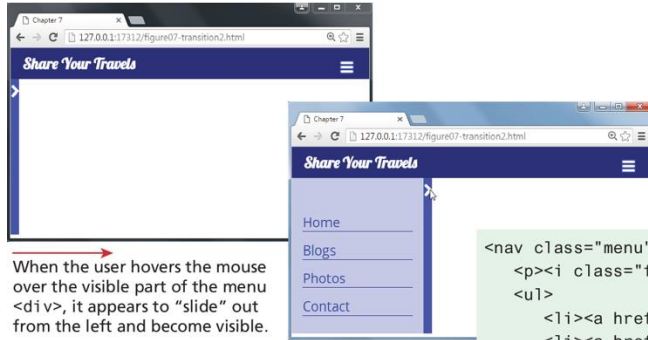 Chapter 7
127.0.0.1:17312/figure07-transition2.html
Share Your Travels
Chapter 7
127.0.0.1:17312/figure07-transition2.html
Share Your Travels
Home
Blogs
Photos
Contact
When the user hovers the mouse
over the visible part of the menu
<div>, it appears to “slide” out
from the left and become visible.
<nav class="menu"
<p><i class="f
<ul>
<li><a href
<li><a href